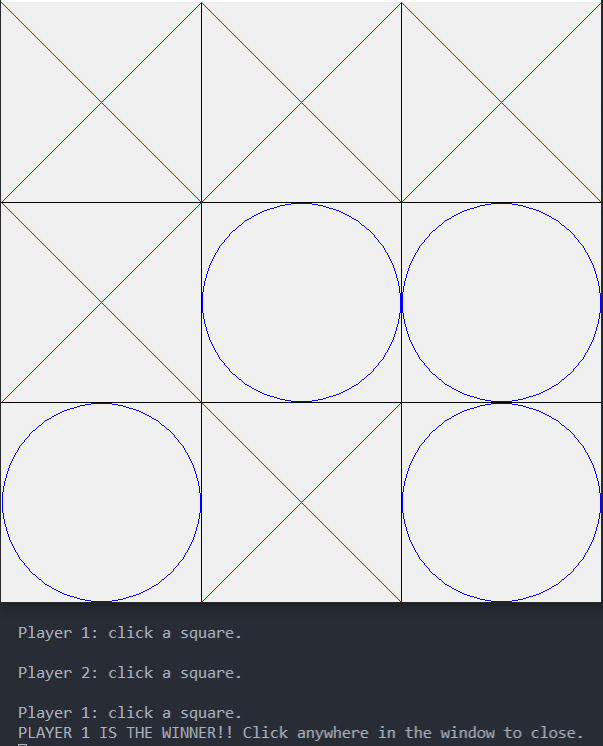 Player 1: click a square.
Player 2: click a square.
Player 1: click a square.
PLAYER 1 IS THE WINNER!! Click anywhere in the window to close.